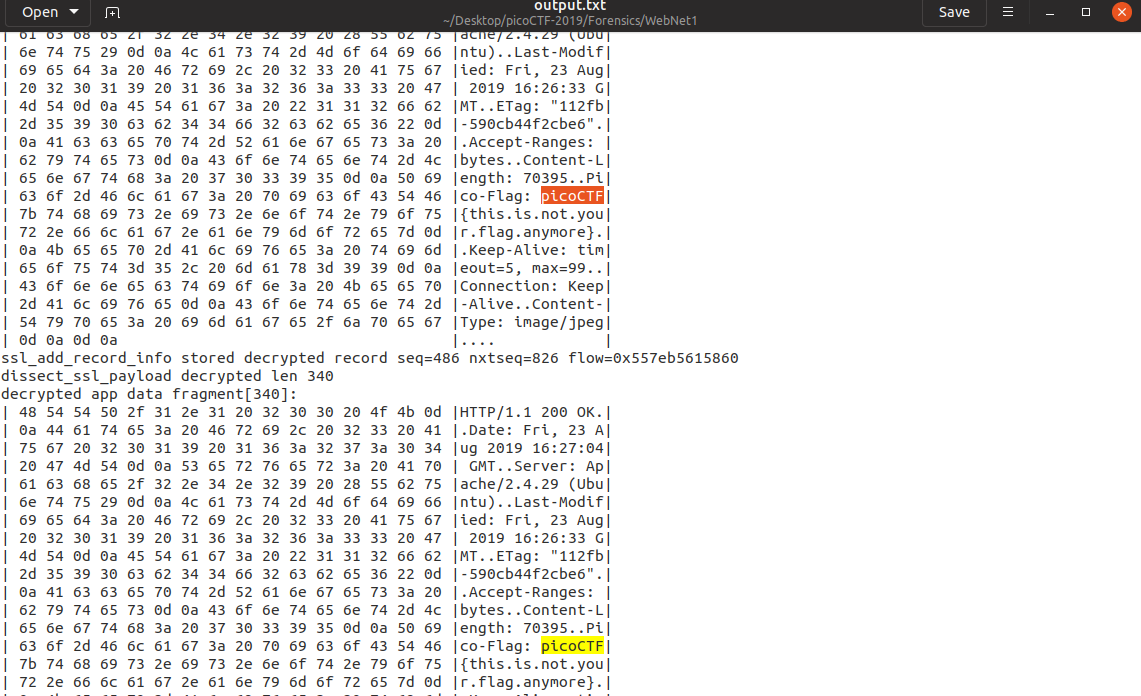 Open
output.txt
~/Desktop/picoCTF-2019/Forensics/WebNet1
Save
| 61 63 68 65 2f 32 2e 34 2e 32 39 20 28 55 62 75 |ache/2.4.29 (Ubu|
| 6e 74 75 29 0d 0a 4c 61 73 74 2d 4d 6f 64 69 66 |ntu)..Last-Modif|
| 69 65 64 3a 20 46 72 69 2c 20 32 33 20 41 75 67 |ied: Fri, 23 Aug|
| 20 32 30 31 39 20 31 36 3a 32 36 3a 33 33 20 47 | 2019 16:26:33 G|
| 4d 54 0d 0a 45 54 61 67 3a 20 22 31 31 32 66 62 |MT..ETag: "112fb|
| 2d 35 39 30 63 62 34 34 66 32 63 62 65 36 22 0d |-590cb44f2cbe6".|
| 0a 41 63 63 65 70 74 2d 52 61 6e 67 65 73 3a 20 |.Accept-Ranges: |
| 62 79 74 65 73 0d 0a 43 6f 6e 74 65 6e 74 2d 4c |bytes..Content-L|
| 65 6e 67 74 68 3a 20 37 30 33 39 35 0d 0a 50 69 |ength: 70395..Pi|
| 63 6f 2d 46 6c 61 67 3a 20 70 69 63 6f 43 54 46 |co-Flag: picoCTF|
| 7b 74 68 69 73 2e 69 73 2e 6e 6f 74 2e 79 6f 75 |{this.is.not.you|
| 72 2e 66 6c 61 67 2e 61 6e 79 6d 6f 72 65 7d 0d |r.flag.anymore}.|
| 0a 4b 65 65 70 2d 41 6c 69 76 65 3a 20 74 69 6d |.Keep-Alive: tim|
| 65 6f 75 74 3d 35 2c 20 6d 61 78 3d 39 39 0d 0a |eout=5, max=99..|
| 43 6f 6e 6e 65 63 74 69 6f 6e 3a 20 4b 65 65 70 |Connection: Keep|
| 2d 41 6c 69 76 65 0d 0a 43 6f 6e 74 65 6e 74 2d |-Alive..Content-|
| 54 79 70 65 3a 20 69 6d 61 67 65 2f 6a 70 65 67 |Type: image/jpeg|
| 0d 0a 0d 0a                                     |....            |
ssl_add_record_info stored decrypted record seq=486 nxtseq=826 flow=0x557eb5615860
dissect_ssl_payload decrypted len 340
decrypted app data fragment[340]:
| 48 54 54 50 2f 31 2e 31 20 32 30 30 20 4f 4b 0d |HTTP/1.1 200 OK.|
| 0a 44 61 74 65 3a 20 46 72 69 2c 20 32 33 20 41 |.Date: Fri, 23 A|
| 75 67 20 32 30 31 39 20 31 36 3a 32 37 3a 30 34 |ug 2019 16:27:04|
| 20 47 4d 54 0d 0a 53 65 72 76 65 72 3a 20 41 70 | GMT..Server: Ap|
| 61 63 68 65 2f 32 2e 34 2e 32 39 20 28 55 62 75 |ache/2.4.29 (Ubu|
| 6e 74 75 29 0d 0a 4c 61 73 74 2d 4d 6f 64 69 66 |ntu)..Last-Modif|
| 69 65 64 3a 20 46 72 69 2c 20 32 33 20 41 75 67 |ied: Fri, 23 Aug|
| 20 32 30 31 39 20 31 36 3a 32 36 3a 33 33 20 47 | 2019 16:26:33 G|
| 4d 54 0d 0a 45 54 61 67 3a 20 22 31 31 32 66 62 |MT..ETag: "112fb|
| 2d 35 39 30 63 62 34 34 66 32 63 62 65 36 22 0d |-590cb44f2cbe6".|
| 0a 41 63 63 65 70 74 2d 52 61 6e 67 65 73 3a 20 |.Accept-Ranges: |
| 62 79 74 65 73 0d 0a 43 6f 6e 74 65 6e 74 2d 4c |bytes..Content-L|
| 65 6e 67 74 68 3a 20 37 30 33 39 35 0d 0a 50 69 |ength: 70395..Pi|
| 63 6f 2d 46 6c 61 67 3a 20 70 69 63 6f 43 54 46 |co-Flag: picoCTF|
| 7b 74 68 69 73 2e 69 73 2e 6e 6f 74 2e 79 6f 75 |{this.is.not.you|
| 72 2e 66 6c 61 67 2e 61 6e 79 6d 6f 72 65 7d 0d |r.flag.anymore}.|